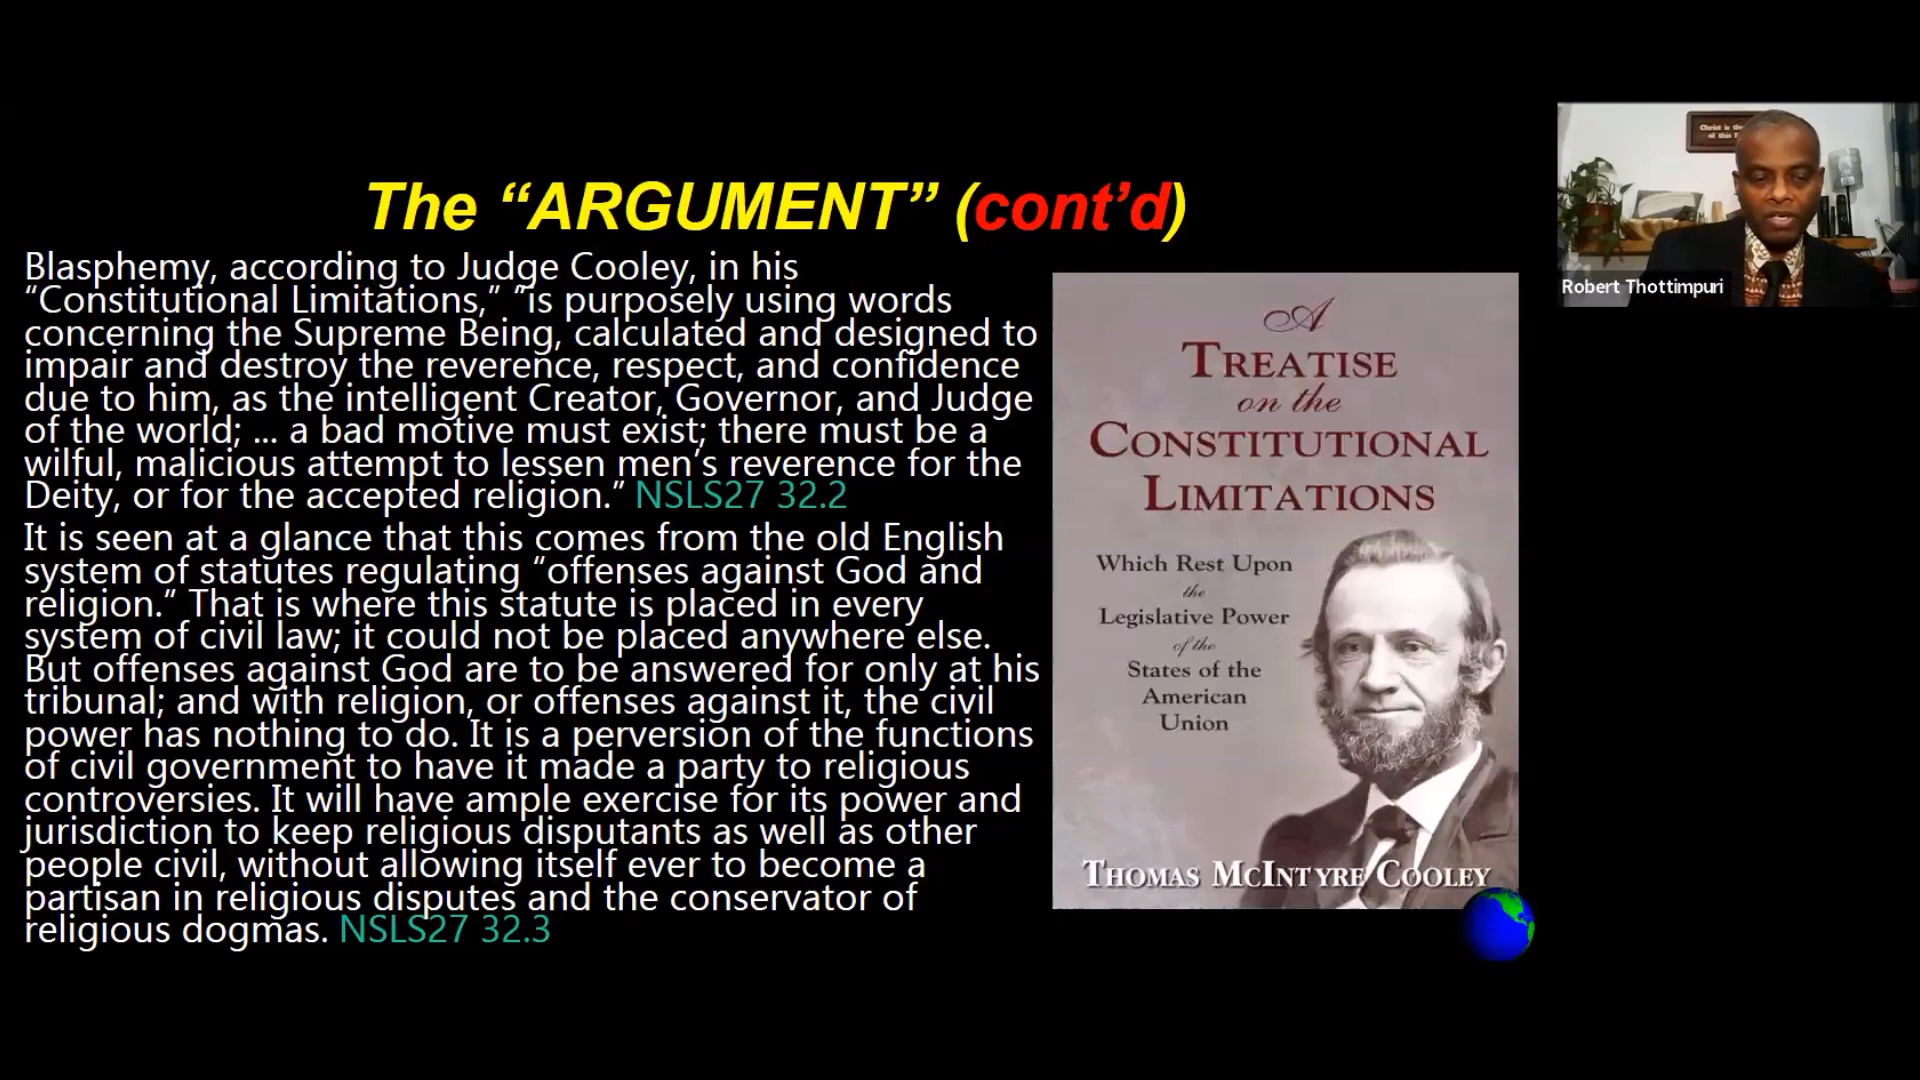 The “ARGUMENT” (cont’d)
Blasphemy, according to Judge Cooley, in his
“Constitutional Limitations,” ”is purposely using words
concerning the Supreme Being, calculated and designed to
impair and destroy the reverence, respect, and confidence
due to him, as the intelligent Creator, Governor, and Judge
of the world; ... a bad motive must exist; there must be a
wilful, malicious attempt to lessen men’s reverence for the
Deity, or for the accepted religion.” NSLS27 32.2
It is seen at a glance that this comes from the old English
system of statutes regulating “offenses against God and
religion.” That is where this statute is placed in every
system of civil law; it could not be placed anywhere else.
But offenses against God are to be answered for only at his
tribunal; and with religion, or offenses against it, the civil
power has nothing to do. It is a perversion of the functions
of civil government to have it made a party to religious
controversies. It will have ample exercise for its power and
jurisdiction to keep religious disputants as well as other
people civil, without allowing itself ever to become a
partisan in religious disputes and the conservator of
religious dogmas. NSLS27 32.3
A
TREATISE
on the
CONSTITUTIONAL
LIMITATIONS
Which Rest Upon
the
Legislative Power
of the
States of the
American
Union
THOMAS MCINTYRE COOLEY
Christ is the
of this
Robert Thottimpuri